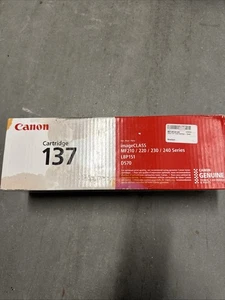 Canon
Cartridge
137
imageCLASS
MF210 / 220 / 230 / 240 Series
LBP151
D570
GENUINE